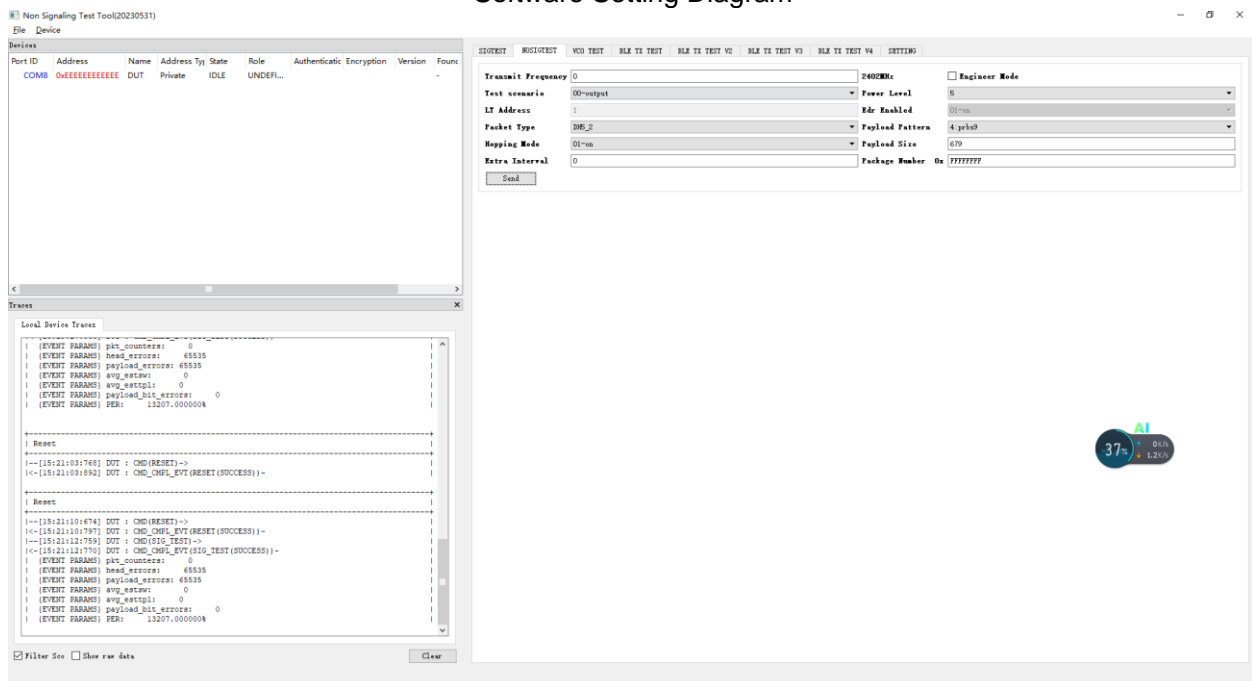 Software Setting Diagram
Non Signaling Test Tool(20230531)
File Device
Devices
Port ID Address Name Address Typ State Role Authenticatic Encryption Version Found
COM8 0xEEEEEEEEEEEE DUT Private IDLE UNDEFI... -
SIGTEST NOSIGTEST VCO TEST BLE TX TEST BLE TX TEST V2 BLE TX TEST V3 BLE TX TEST V4 SETTING
Transmit Frequency 0 2402MHz Engineer Mode
Test scenario 00-output Power Level 5
LT Address 1 Edr Enabled 01-on
Packet Type DH5_2 Payload Pattern 4:prbs9
Hopping Mode 01-on Payload Size 679
Extra Interval 0 Package Number 0x FFFFFFFF
Send
Traces
Local Device Traces
| (EVENT PARAMS) pkt_counters: 0
| (EVENT PARAMS) head_errors: 65535
| (EVENT PARAMS) payload_errors: 65535
| (EVENT PARAMS) avg_estsw: 0
| (EVENT PARAMS) avg_esttpl: 0
| (EVENT PARAMS) payload_bit_errors: 0
| (EVENT PARAMS) PER: 13207.000000%
| Reset
|--[15:21:03:768] DUT : CMD(RESET)->
|<-[15:21:03:892] DUT : CMD_CMPL_EVT(RESET(SUCCESS))-
| Reset
|--[15:21:10:674] DUT : CMD(RESET)->
|<-[15:21:10:797] DUT : CMD_CMPL_EVT(RESET(SUCCESS))-
|--[15:21:12:759] DUT : CMD(SIG_TEST)->
|<-[15:21:12:770] DUT : CMD_CMPL_EVT(SIG_TEST(SUCCESS))-
| (EVENT PARAMS) pkt_counters: 0
| (EVENT PARAMS) head_errors: 65535
| (EVENT PARAMS) payload_errors: 65535
| (EVENT PARAMS) avg_estsw: 0
| (EVENT PARAMS) avg_esttpl: 0
| (EVENT PARAMS) payload_bit_errors: 0
| (EVENT PARAMS) PER: 13207.000000%
Filter Sco Show raw data Clear
AI
37% 0K/s
1.2K/s